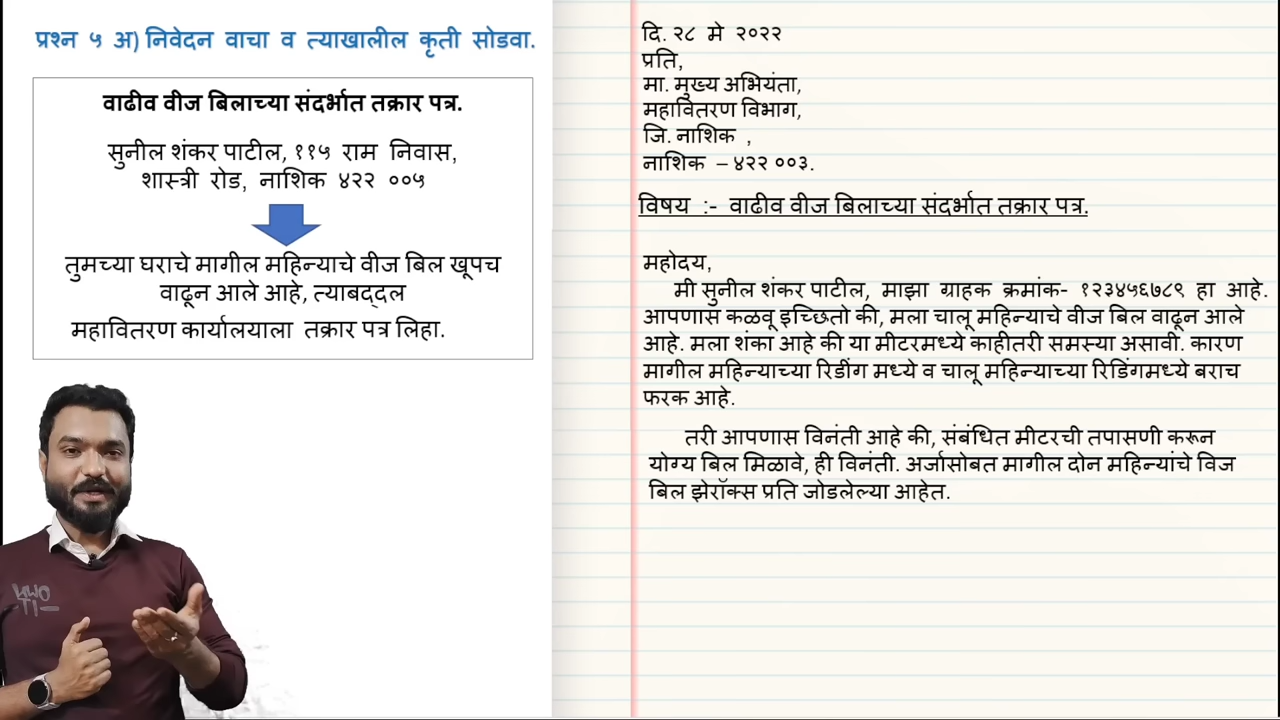 प्रश्न ५ अ) निवेदन वाचा व त्याखालील कृती सोडवा.
वाढीव वीज बिलाच्या संदर्भात तक्रार पत्र.
सुनील शंकर पाटील, ११५ राम निवास,
शास्त्री रोड, नाशिक ४२२ ००५
तुमच्या घराचे मागील महिन्याचे वीज बिल खूपच
वाढून आले आहे, त्याबद्दल
महावितरण कार्यालयाला तक्रार पत्र लिहा.
दि. २८ मे २०२२
प्रति,
मा. मुख्य अभियंता,
महावितरण विभाग,
जि. नाशिक ,
नाशिक – ४२२ ००३.
विषय :- वाढीव वीज बिलाच्या संदर्भात तक्रार पत्र.
महोदय,
मी सुनील शंकर पाटील, माझा ग्राहक क्रमांक- १२३४५६७८९ हा आहे.
आपणास कळवू इच्छितो की, मला चालू महिन्याचे वीज बिल वाढून आले
आहे. मला शंका आहे की या मीटरमध्ये काहीतरी समस्या असावी. कारण
मागील महिन्याच्या रिडींग मध्ये व चालू महिन्याच्या रिडिंगमध्ये बराच
फरक आहे.
तरी आपणास विनंती आहे की, संबंधित मीटरची तपासणी करून
योग्य बिल मिळावे, ही विनंती. अर्जासोबत मागील दोन महिन्यांचे विज
बिल झेरॉक्स प्रति जोडलेल्या आहेत.